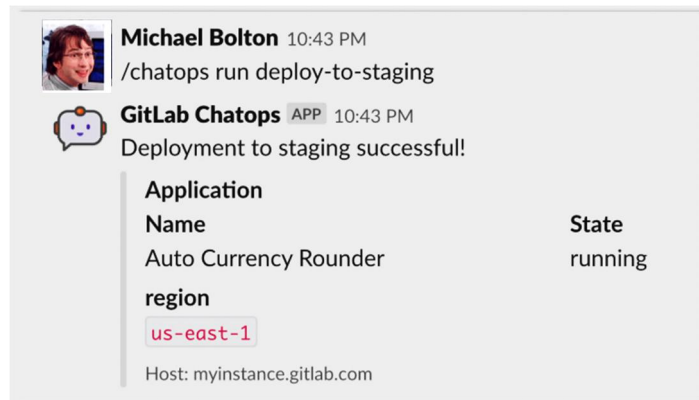 Michael Bolton 10:43 PM
/chatops run deploy-to-staging
GitLab Chatops APP 10:43 PM
Deployment to staging successful!
Application
Name State
Auto Currency Rounder running
region
us-east-1
Host: myinstance.gitlab.com